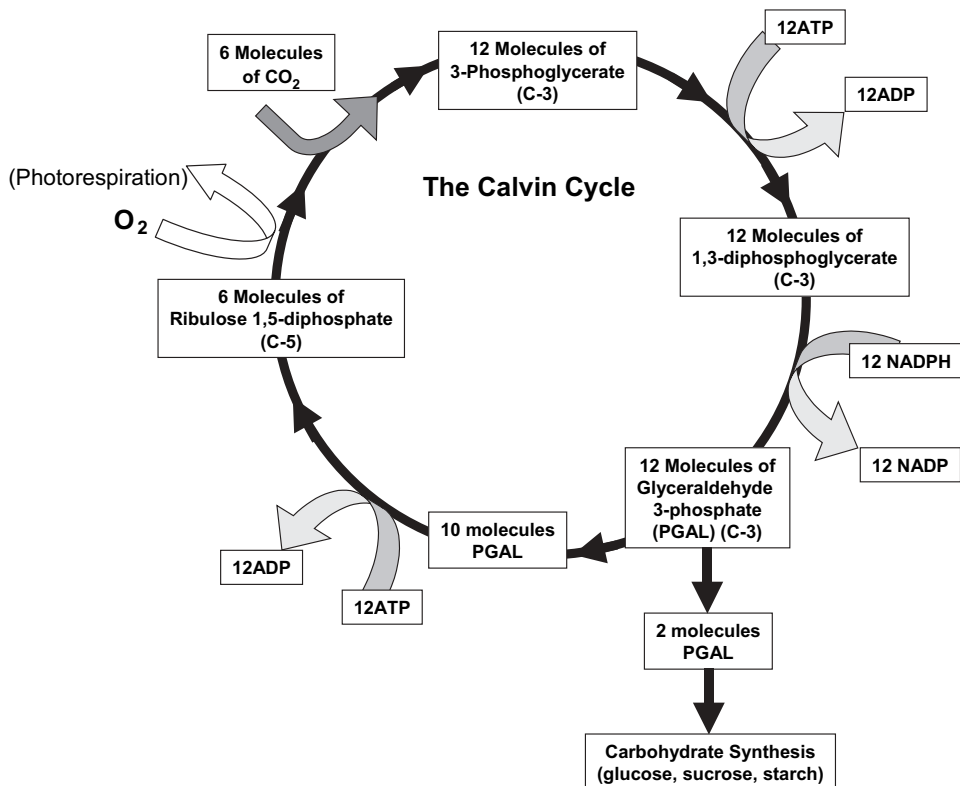 6 Molecules
of CO2
12 Molecules of
3-Phosphoglycerate
(C-3)
12ATP
12ADP
(Photorespiration)
O2
The Calvin Cycle
12 Molecules of
1,3-diphosphoglycerate
(C-3)
6 Molecules of
Ribulose 1,5-diphosphate
(C-5)
12 NADPH
12 NADP
12 Molecules of
Glyceraldehyde
3-phosphate
(PGAL) (C-3)
10 molecules
PGAL
12ADP
12ATP
2 molecules
PGAL
Carbohydrate Synthesis
(glucose, sucrose, starch)